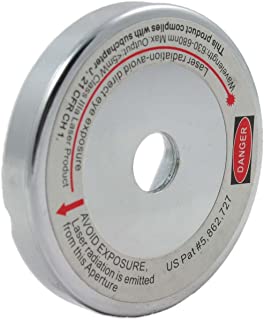 Laser radiation-avoid direct eye exposure
Wavelength 630-680nm Max Output <5mW Class IIIa Laser Product
This product complies with subchapter J, 21 CFR CH 1.
DANGER
AVOID EXPOSURE,
Laser radiation is emitted
from this Aperture
US Pat#5,862,727